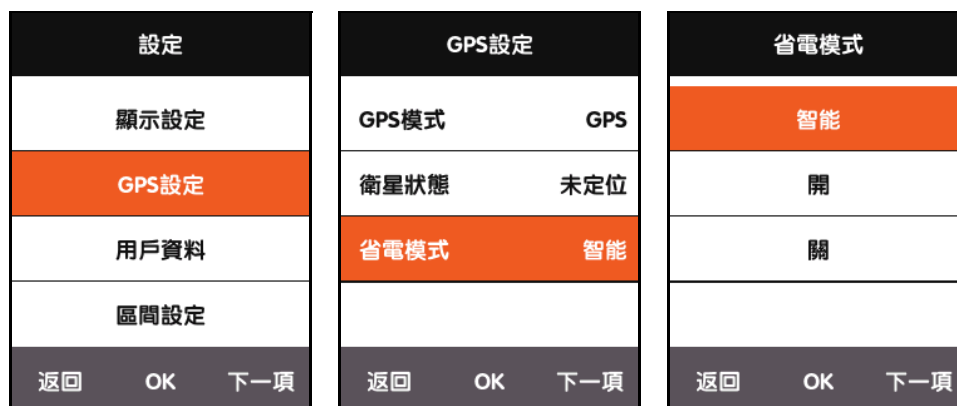 設定
顯示設定
GPS設定
用戶資料
區間設定
返回 OK 下一項
GPS設定
GPS模式 GPS
衛星狀態 未定位
省電模式 智能
返回 OK 下一項
省電模式
智能
開
關
返回 OK 下一項